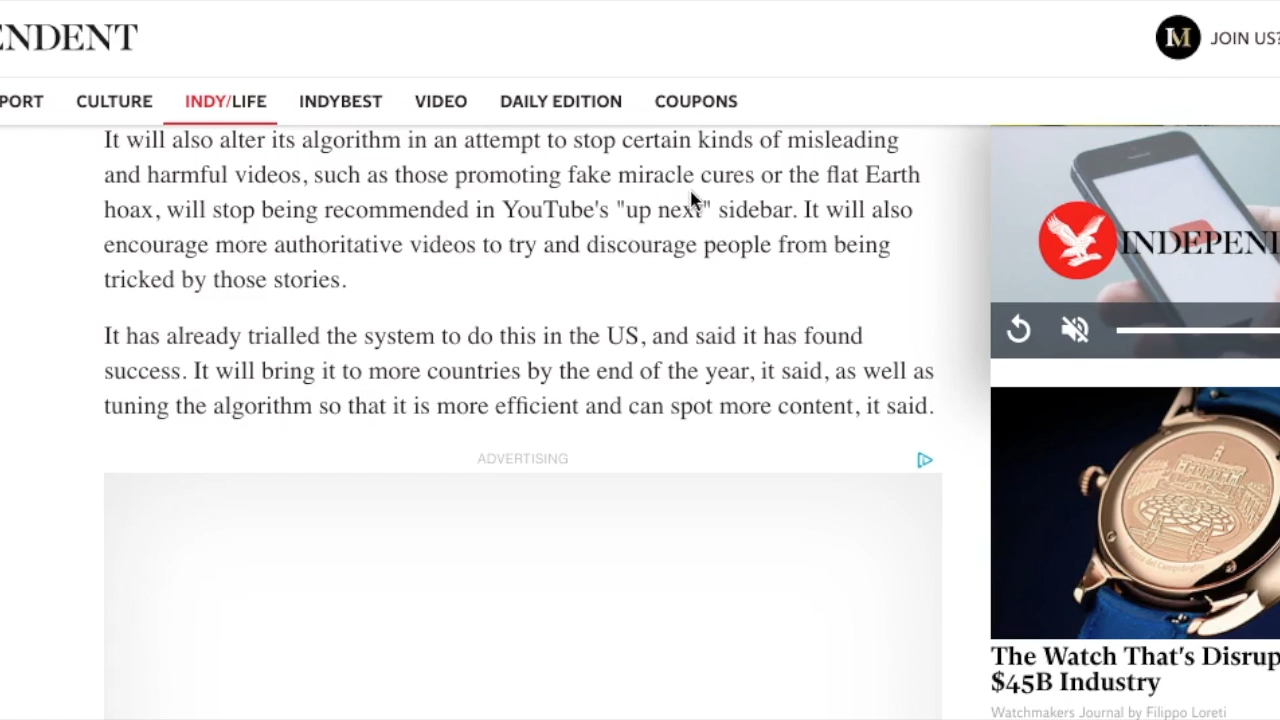 ENDENT
JOIN US?
PORT CULTURE INDY/LIFE INDYBEST VIDEO DAILY EDITION COUPONS
It will also alter its algorithm in an attempt to stop certain kinds of misleading
and harmful videos, such as those promoting fake miracle cures or the flat Earth
hoax, will stop being recommended in YouTube's "up next" sidebar. It will also
encourage more authoritative videos to try and discourage people from being
tricked by those stories.
It has already trialled the system to do this in the US, and said it has found
success. It will bring it to more countries by the end of the year, it said, as well as
tuning the algorithm so that it is more efficient and can spot more content, it said.
ADVERTISING
INDEPEN
The Watch That's Disrup
$45B Industry
Watchmakers Journal by Filippo Loreti